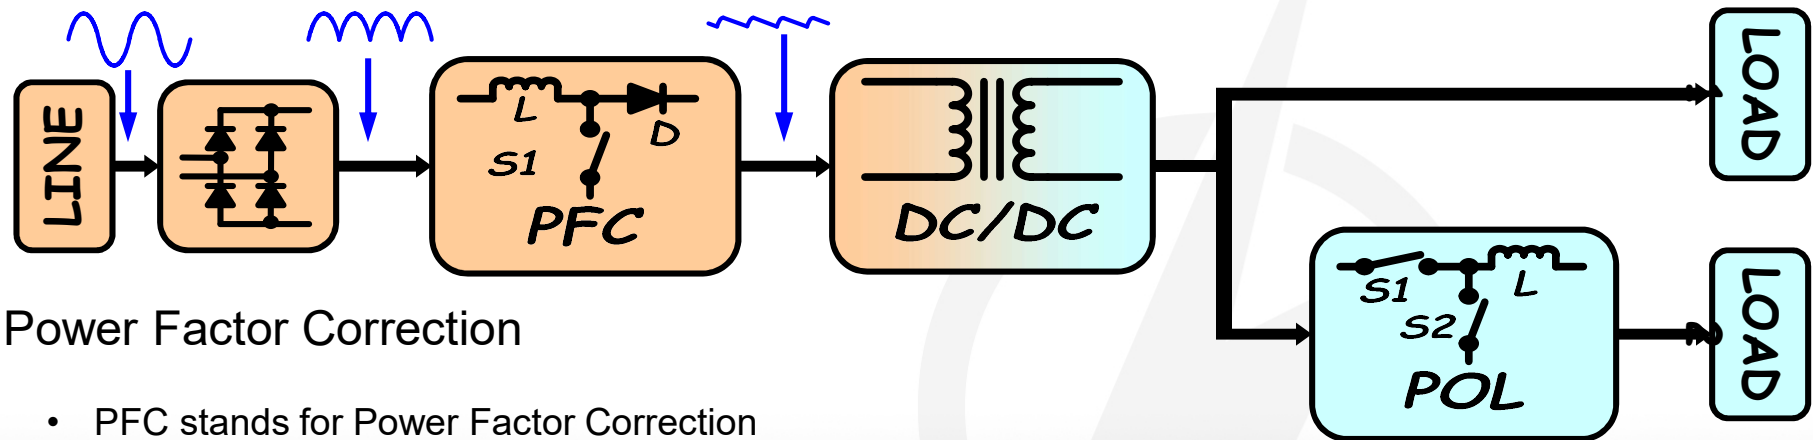 LINE
L
D
S1
PFC
DC/DC
LOAD
S1
L
S2
POL
LOAD
Power Factor Correction
• PFC stands for Power Factor Correction